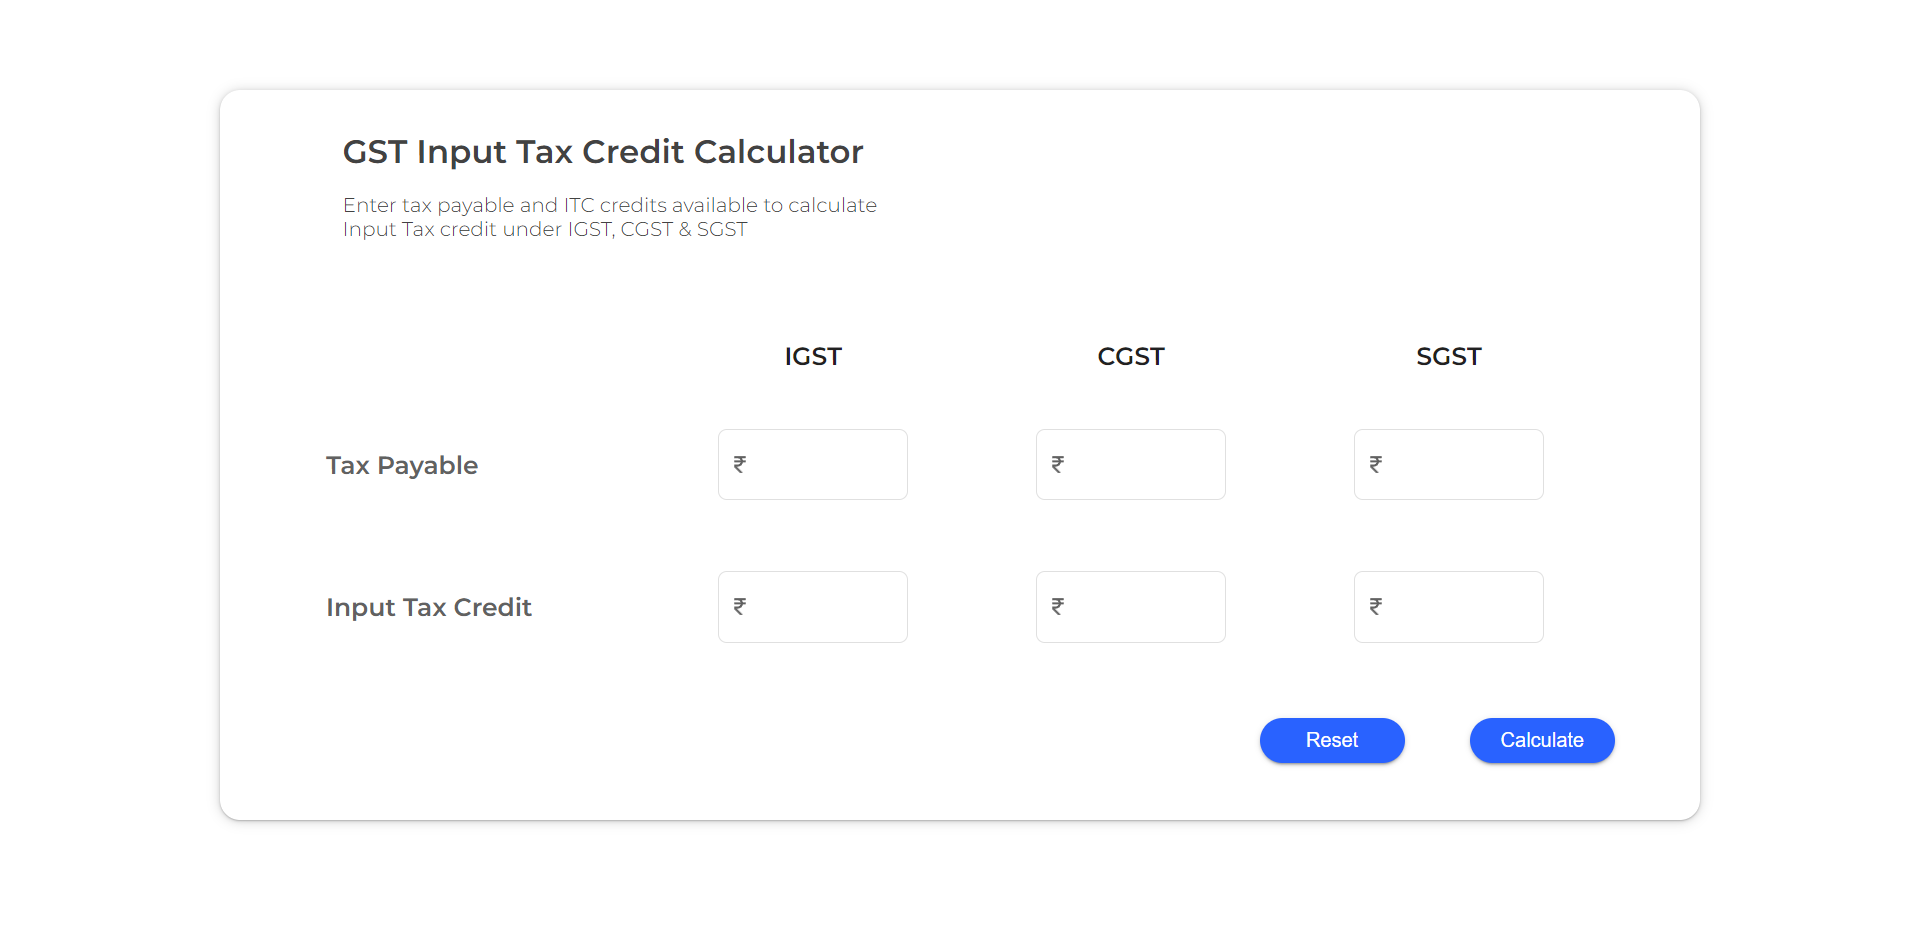 GST Input Tax Credit Calculator
Enter tax payable and ITC credits available to calculate
Input Tax credit under IGST, CGST & SGST
IGST CGST SGST
Tax Payable ₹ ₹ ₹
Input Tax Credit ₹ ₹ ₹
Reset Calculate